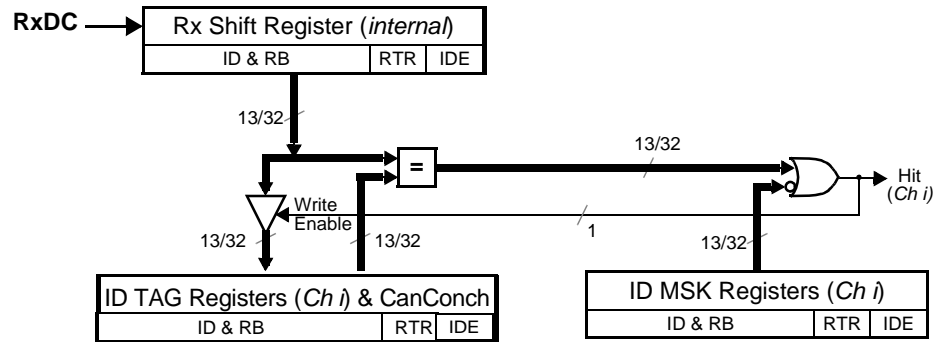 RxDC
Rx Shift Register (internal)
ID & RB RTR IDE
13/32
13/32
=
Hit
(Ch i)
Write
Enable
1
13/32
13/32
13/32
ID TAG Registers (Ch i) & CanConch
ID & RB RTR IDE
ID MSK Registers (Ch i)
ID & RB RTR IDE